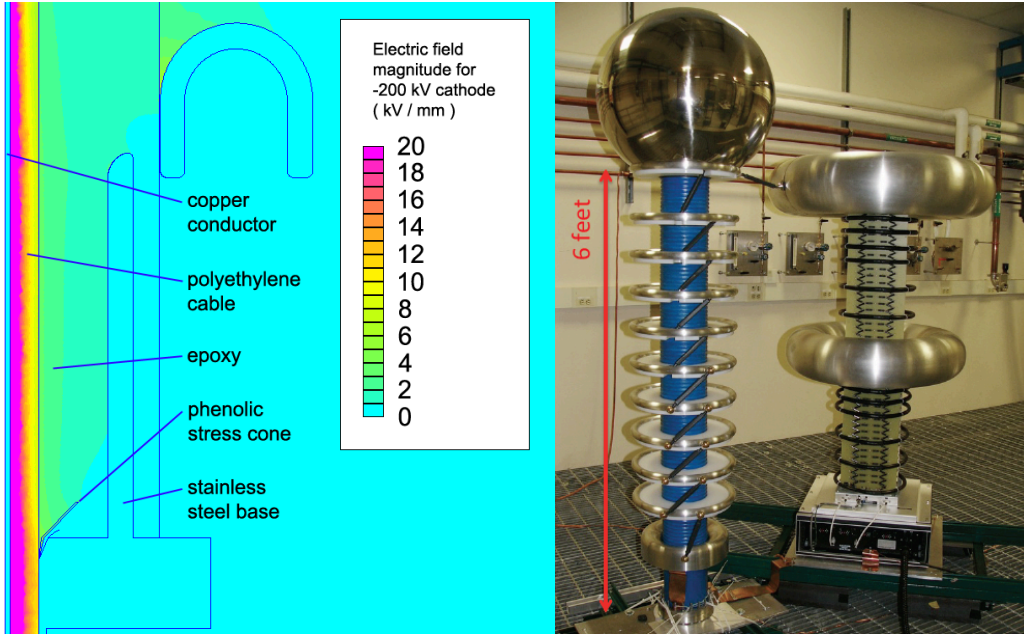 Electric field
magnitude for
-200 kV cathode
( kV / mm )
20
18
16
14
12
10
8
6
4
2
0
copper
conductor
polyethylene
cable
epoxy
phenolic
stress cone
stainless
steel base
6 feet